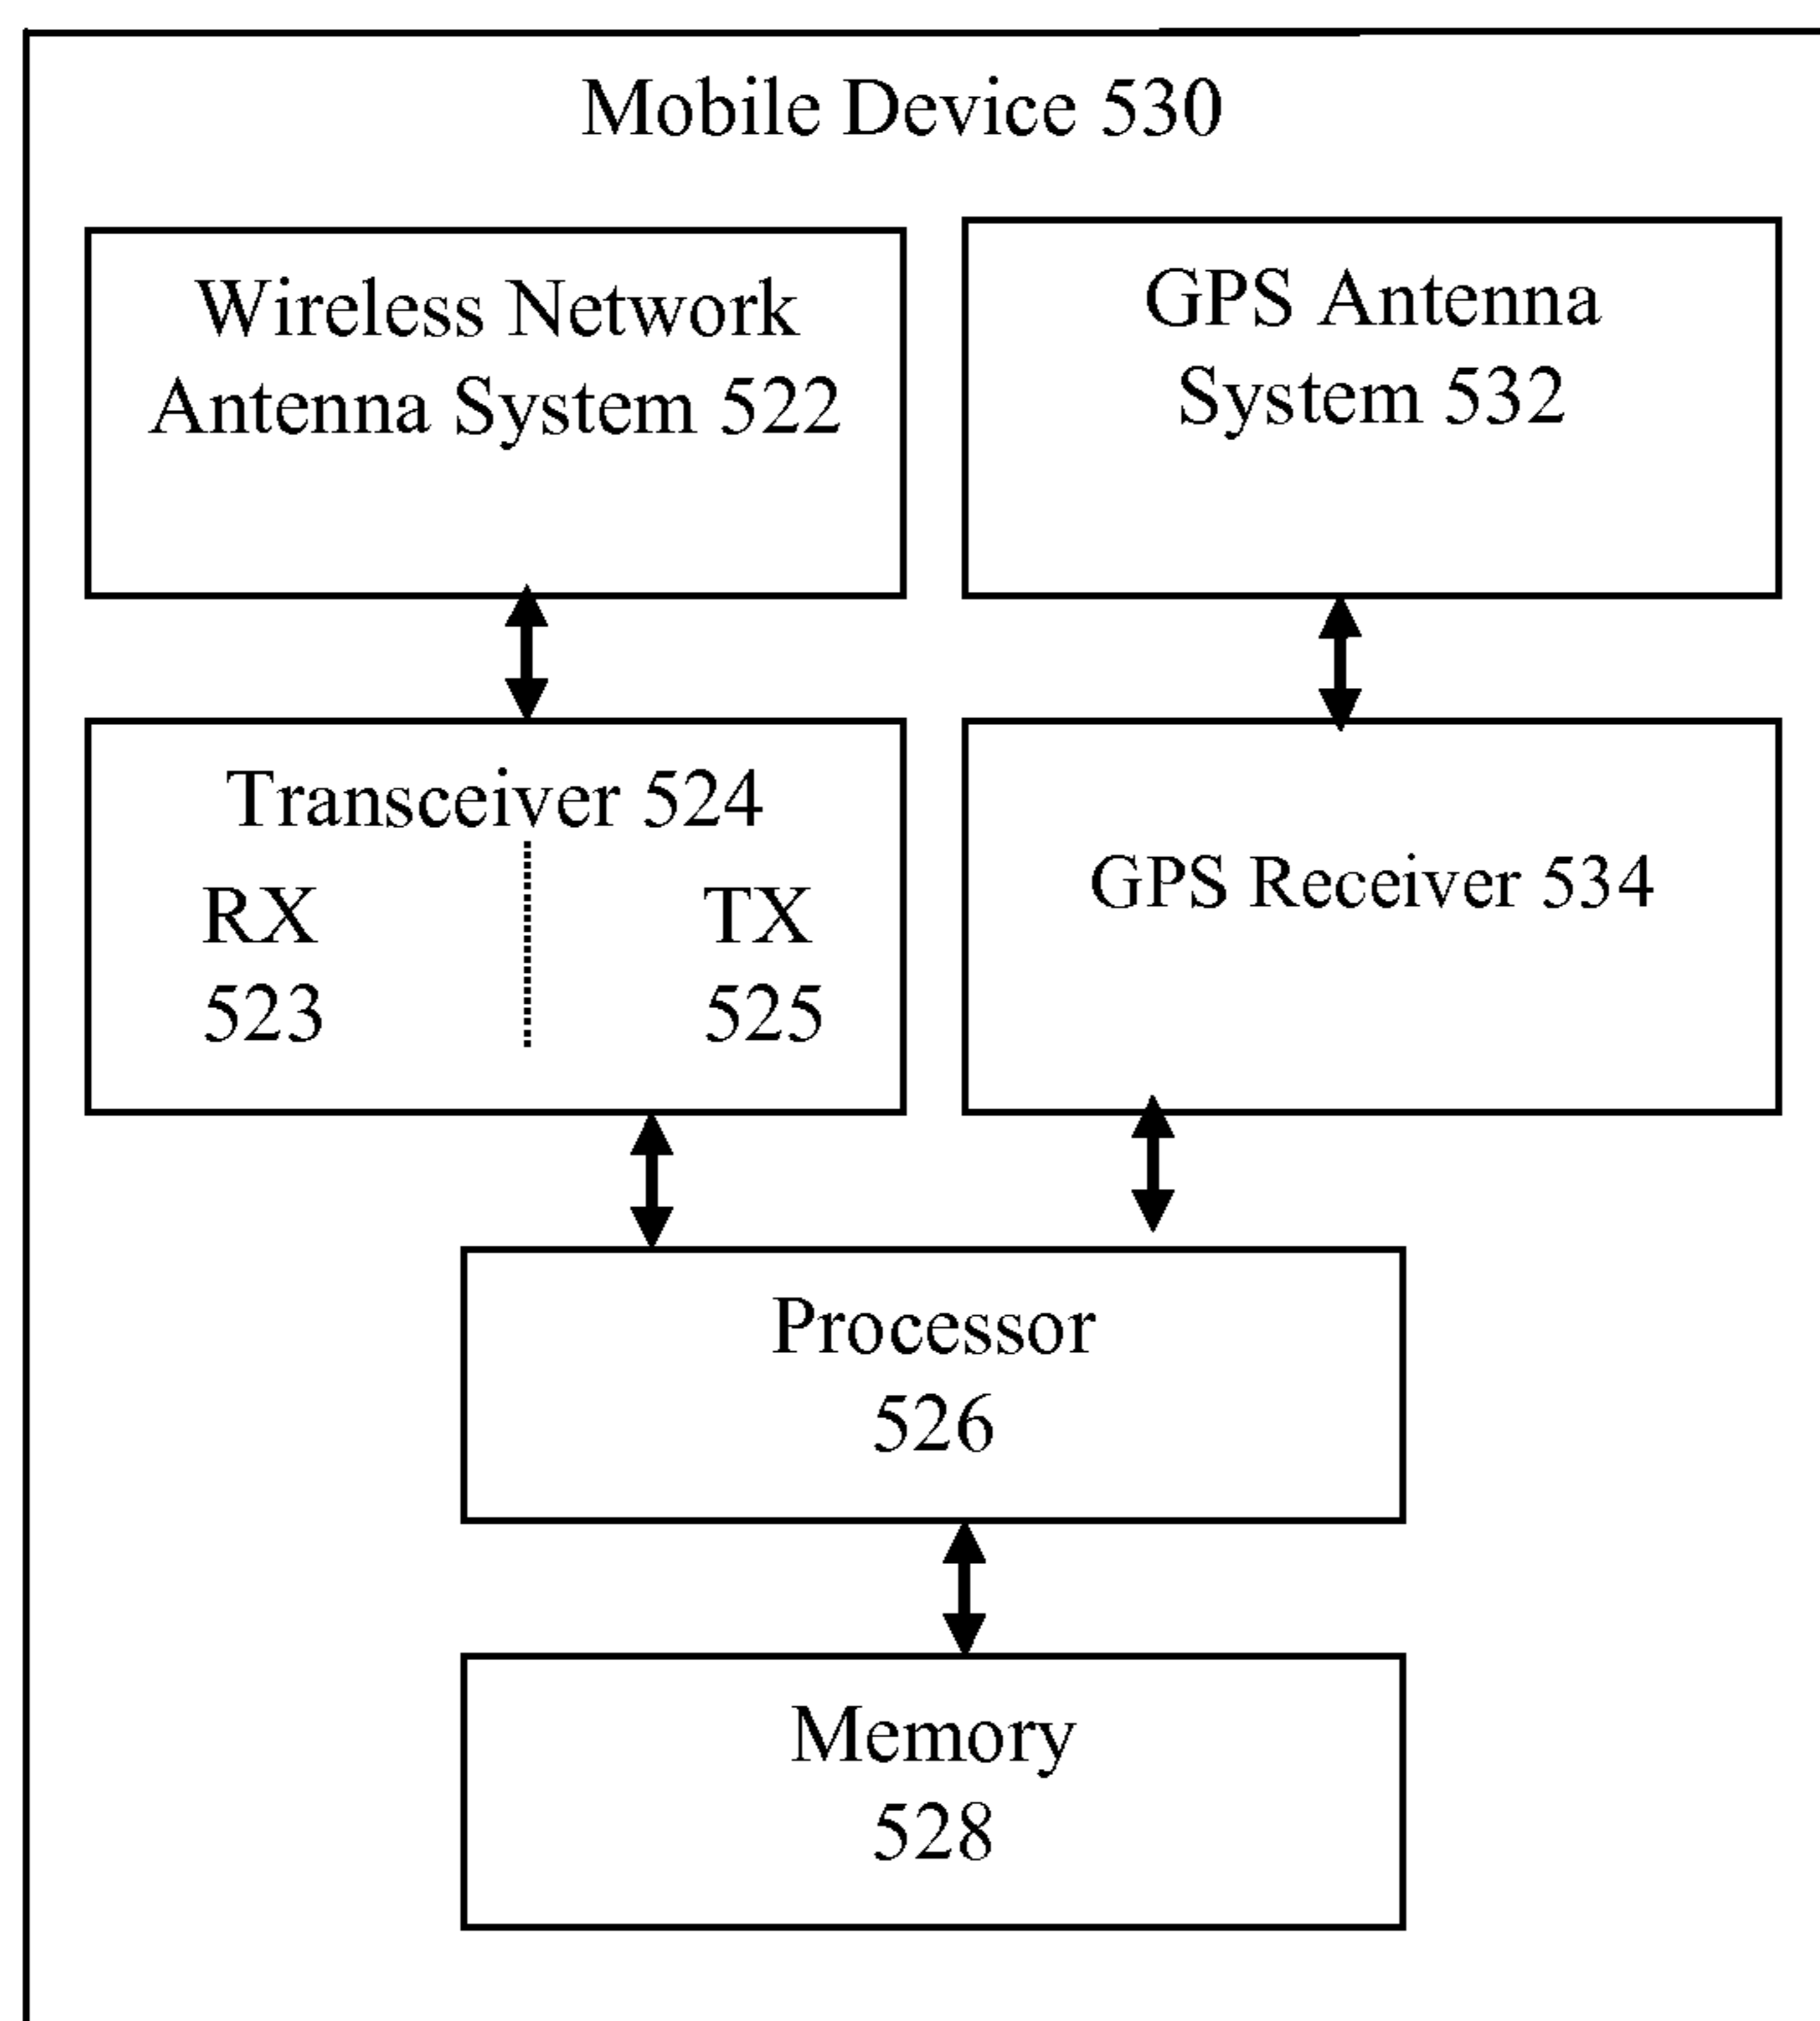 Mobile Device 530
Wireless Network
Antenna System 522
GPS Antenna
System 532
Transceiver 524
RX
523
TX
525
GPS Receiver 534
Processor
526
Memory
528